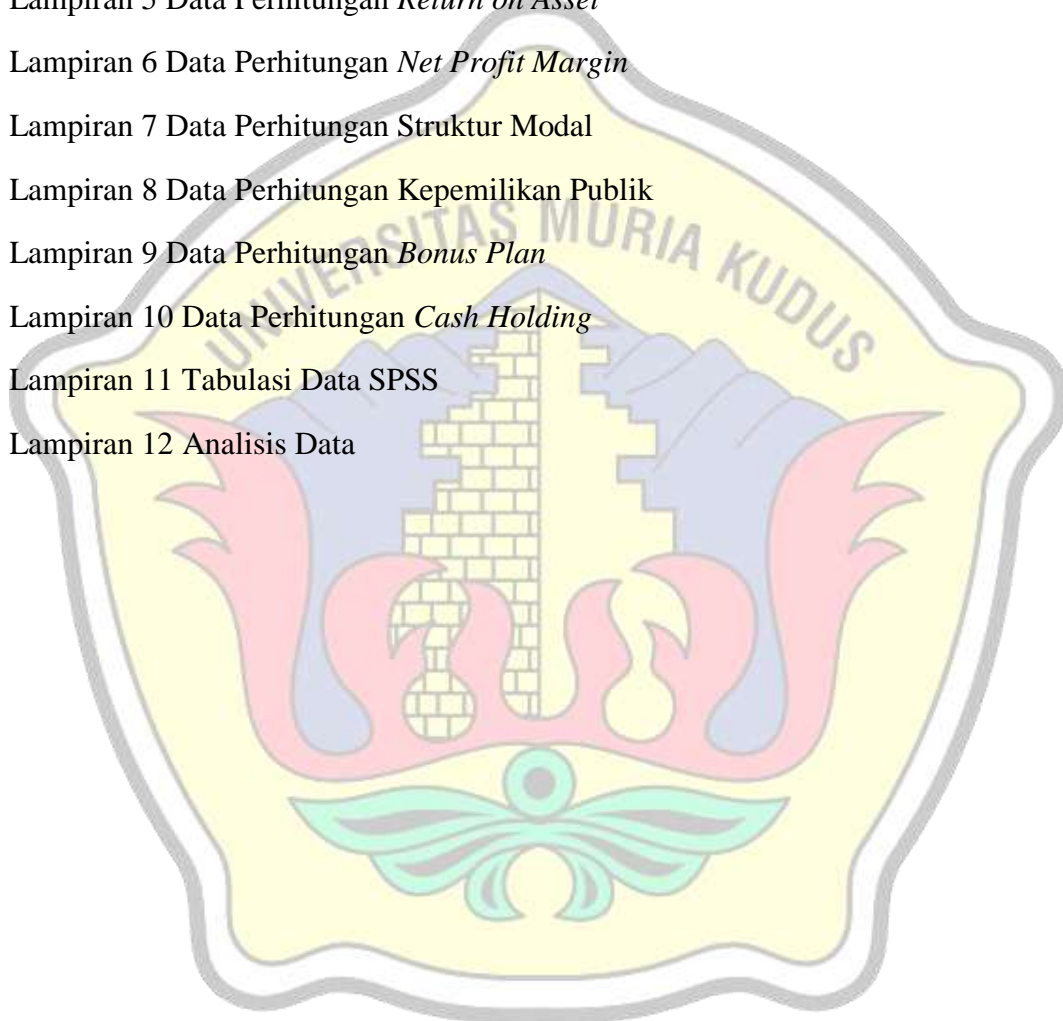 Lampiran 5 Data Perhitungan Return on Asset
Lampiran 6 Data Perhitungan Net Profit Margin
Lampiran 7 Data Perhitungan Struktur Modal
Lampiran 8 Data Perhitungan Kepemilikan Publik
Lampiran 9 Data Perhitungan Bonus Plan
Lampiran 10 Data Perhitungan Cash Holding
Lampiran 11 Tabulasi Data SPSS
Lampiran 12 Analisis Data
UNIVERSITAS MURIA KUDUS